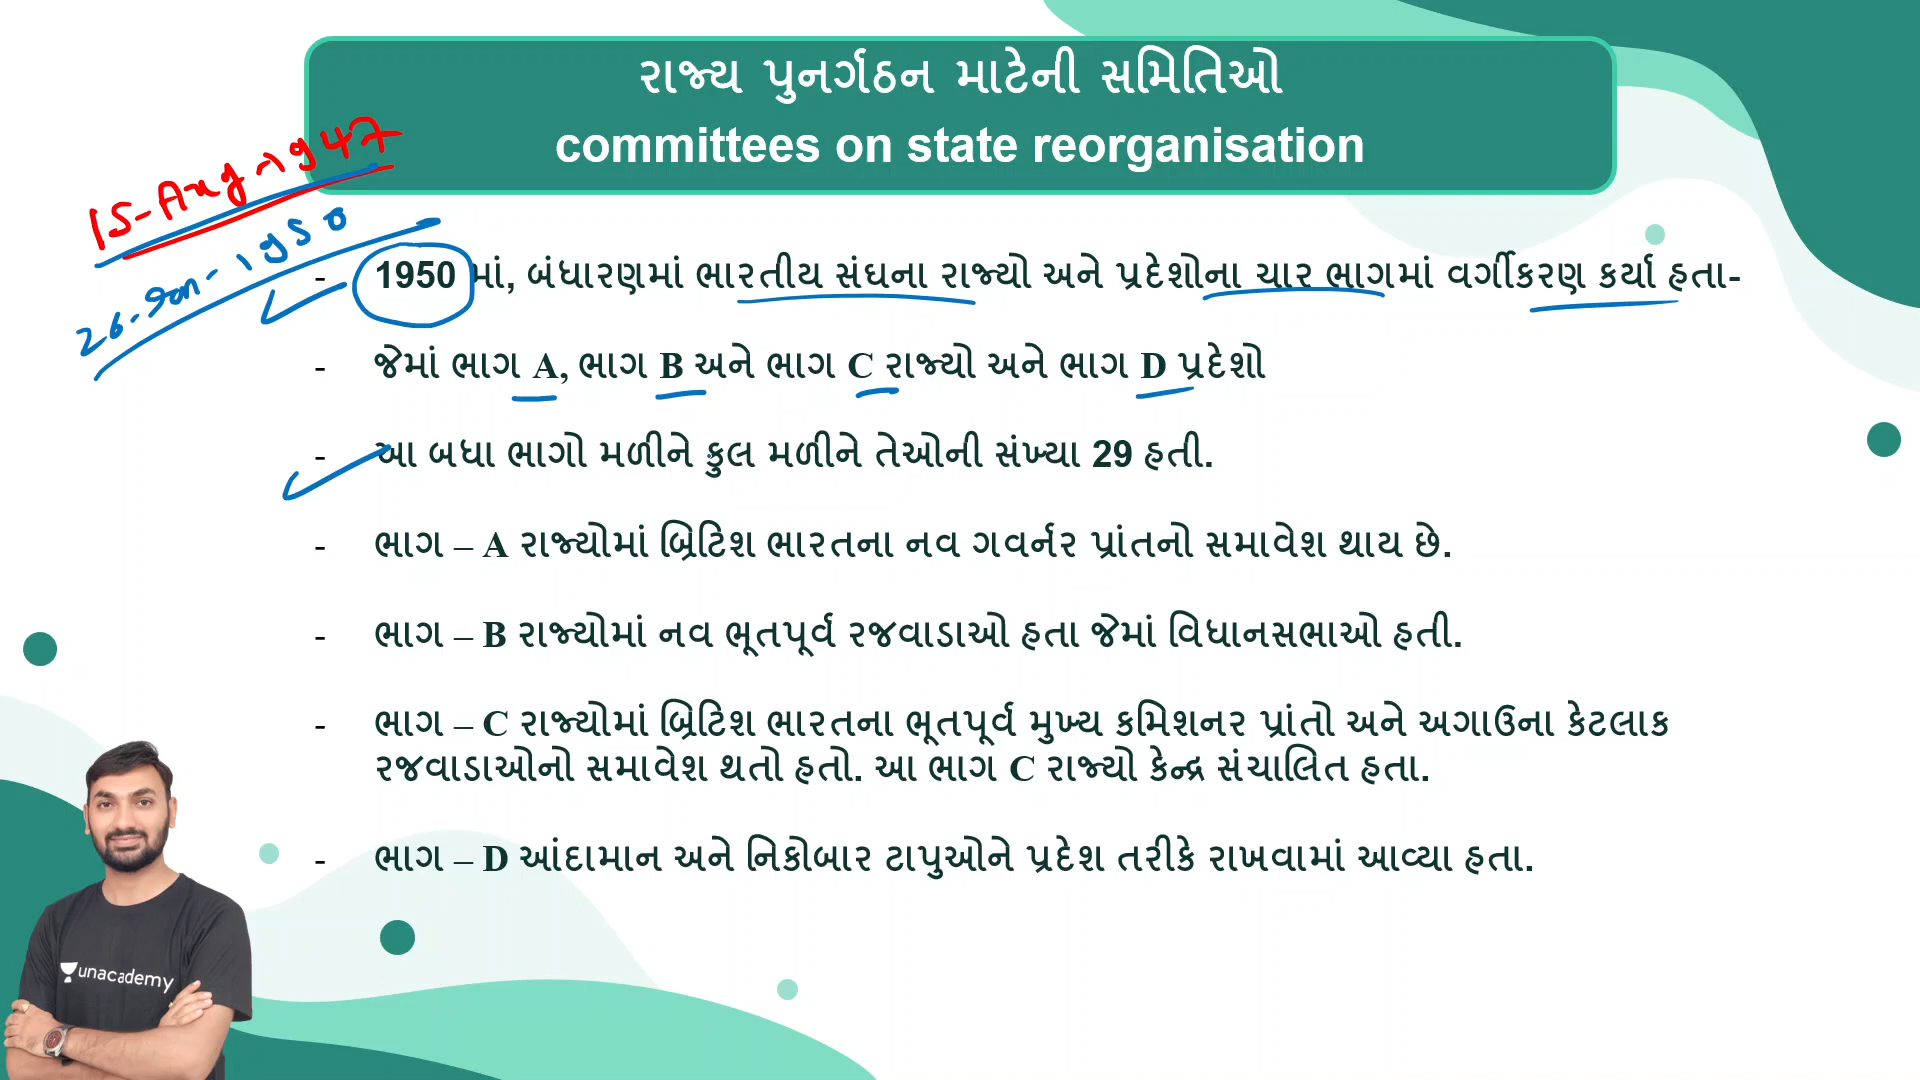 રાજ્ય પુનર્ગઠન માટેની સમિતિઓ
committees on state reorganisation
15-Aug-1947
26-Jan-1950
- 1950 માં, બંધારણમાં ભારતીય સંઘના રાજ્યો અને પ્રદેશોના ચાર ભાગમાં વર્ગીકરણ કર્યા હતા-
- જેમાં ભાગ A, ભાગ B અને ભાગ C રાજ્યો અને ભાગ D પ્રદેશો
- આ બધા ભાગો મળીને કુલ મળીને તેઓની સંખ્યા 29 હતી.
- ભાગ – A રાજ્યોમાં બ્રિટિશ ભારતના નવ ગવર્નર પ્રાંતનો સમાવેશ થાય છે.
- ભાગ – B રાજ્યોમાં નવ ભૂતપૂર્વ રજવાડાઓ હતા જેમાં વિધાનસભાઓ હતી.
- ભાગ – C રાજ્યોમાં બ્રિટિશ ભારતના ભૂતપૂર્વ મુખ્ય કમિશનર પ્રાંતો અને અગાઉના કેટલાક
રજવાડાઓનો સમાવેશ થતો હતો. આ ભાગ C રાજ્યો કેન્દ્ર સંચાલિત હતા.
- ભાગ – D આંદામાન અને નિકોબાર ટાપુઓને પ્રદેશ તરીકે રાખવામાં આવ્યા હતા.
unacademy